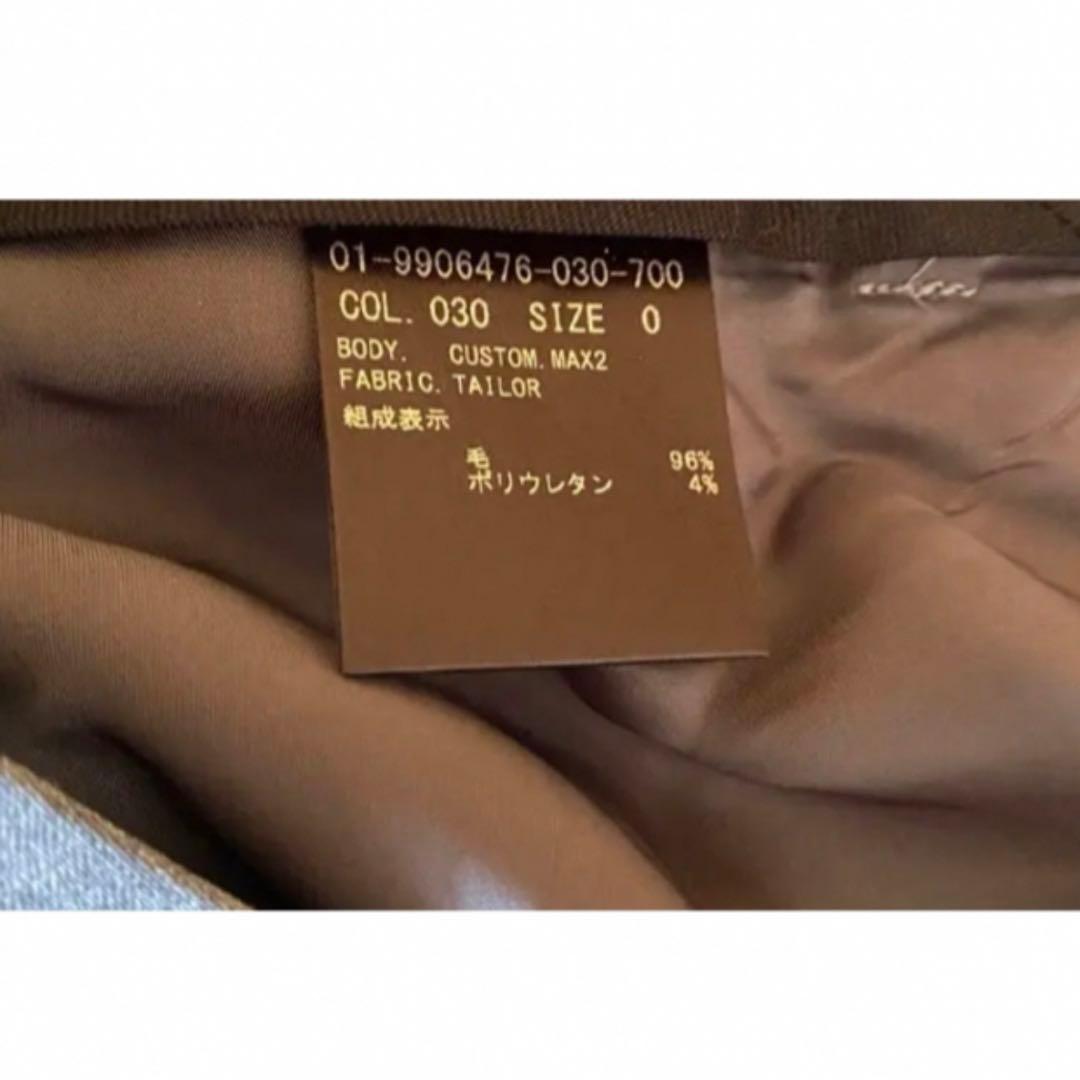 01-9906476-030-700
COL. 030 SIZE 0
BODY. CUSTOM. MAX2
FABRIC. TAILOR
組成表示
毛 96%
ポリウレタン 4%